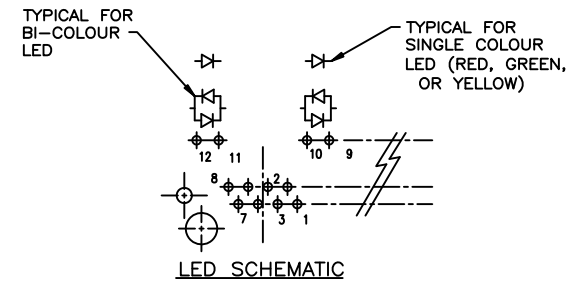 TYPICAL FOR
BI-COLOUR
LED
TYPICAL FOR
SINGLE COLOUR
LED (RED, GREEN,
OR YELLOW)
12 11 10 9
8 2
7 3 1
LED SCHEMATIC